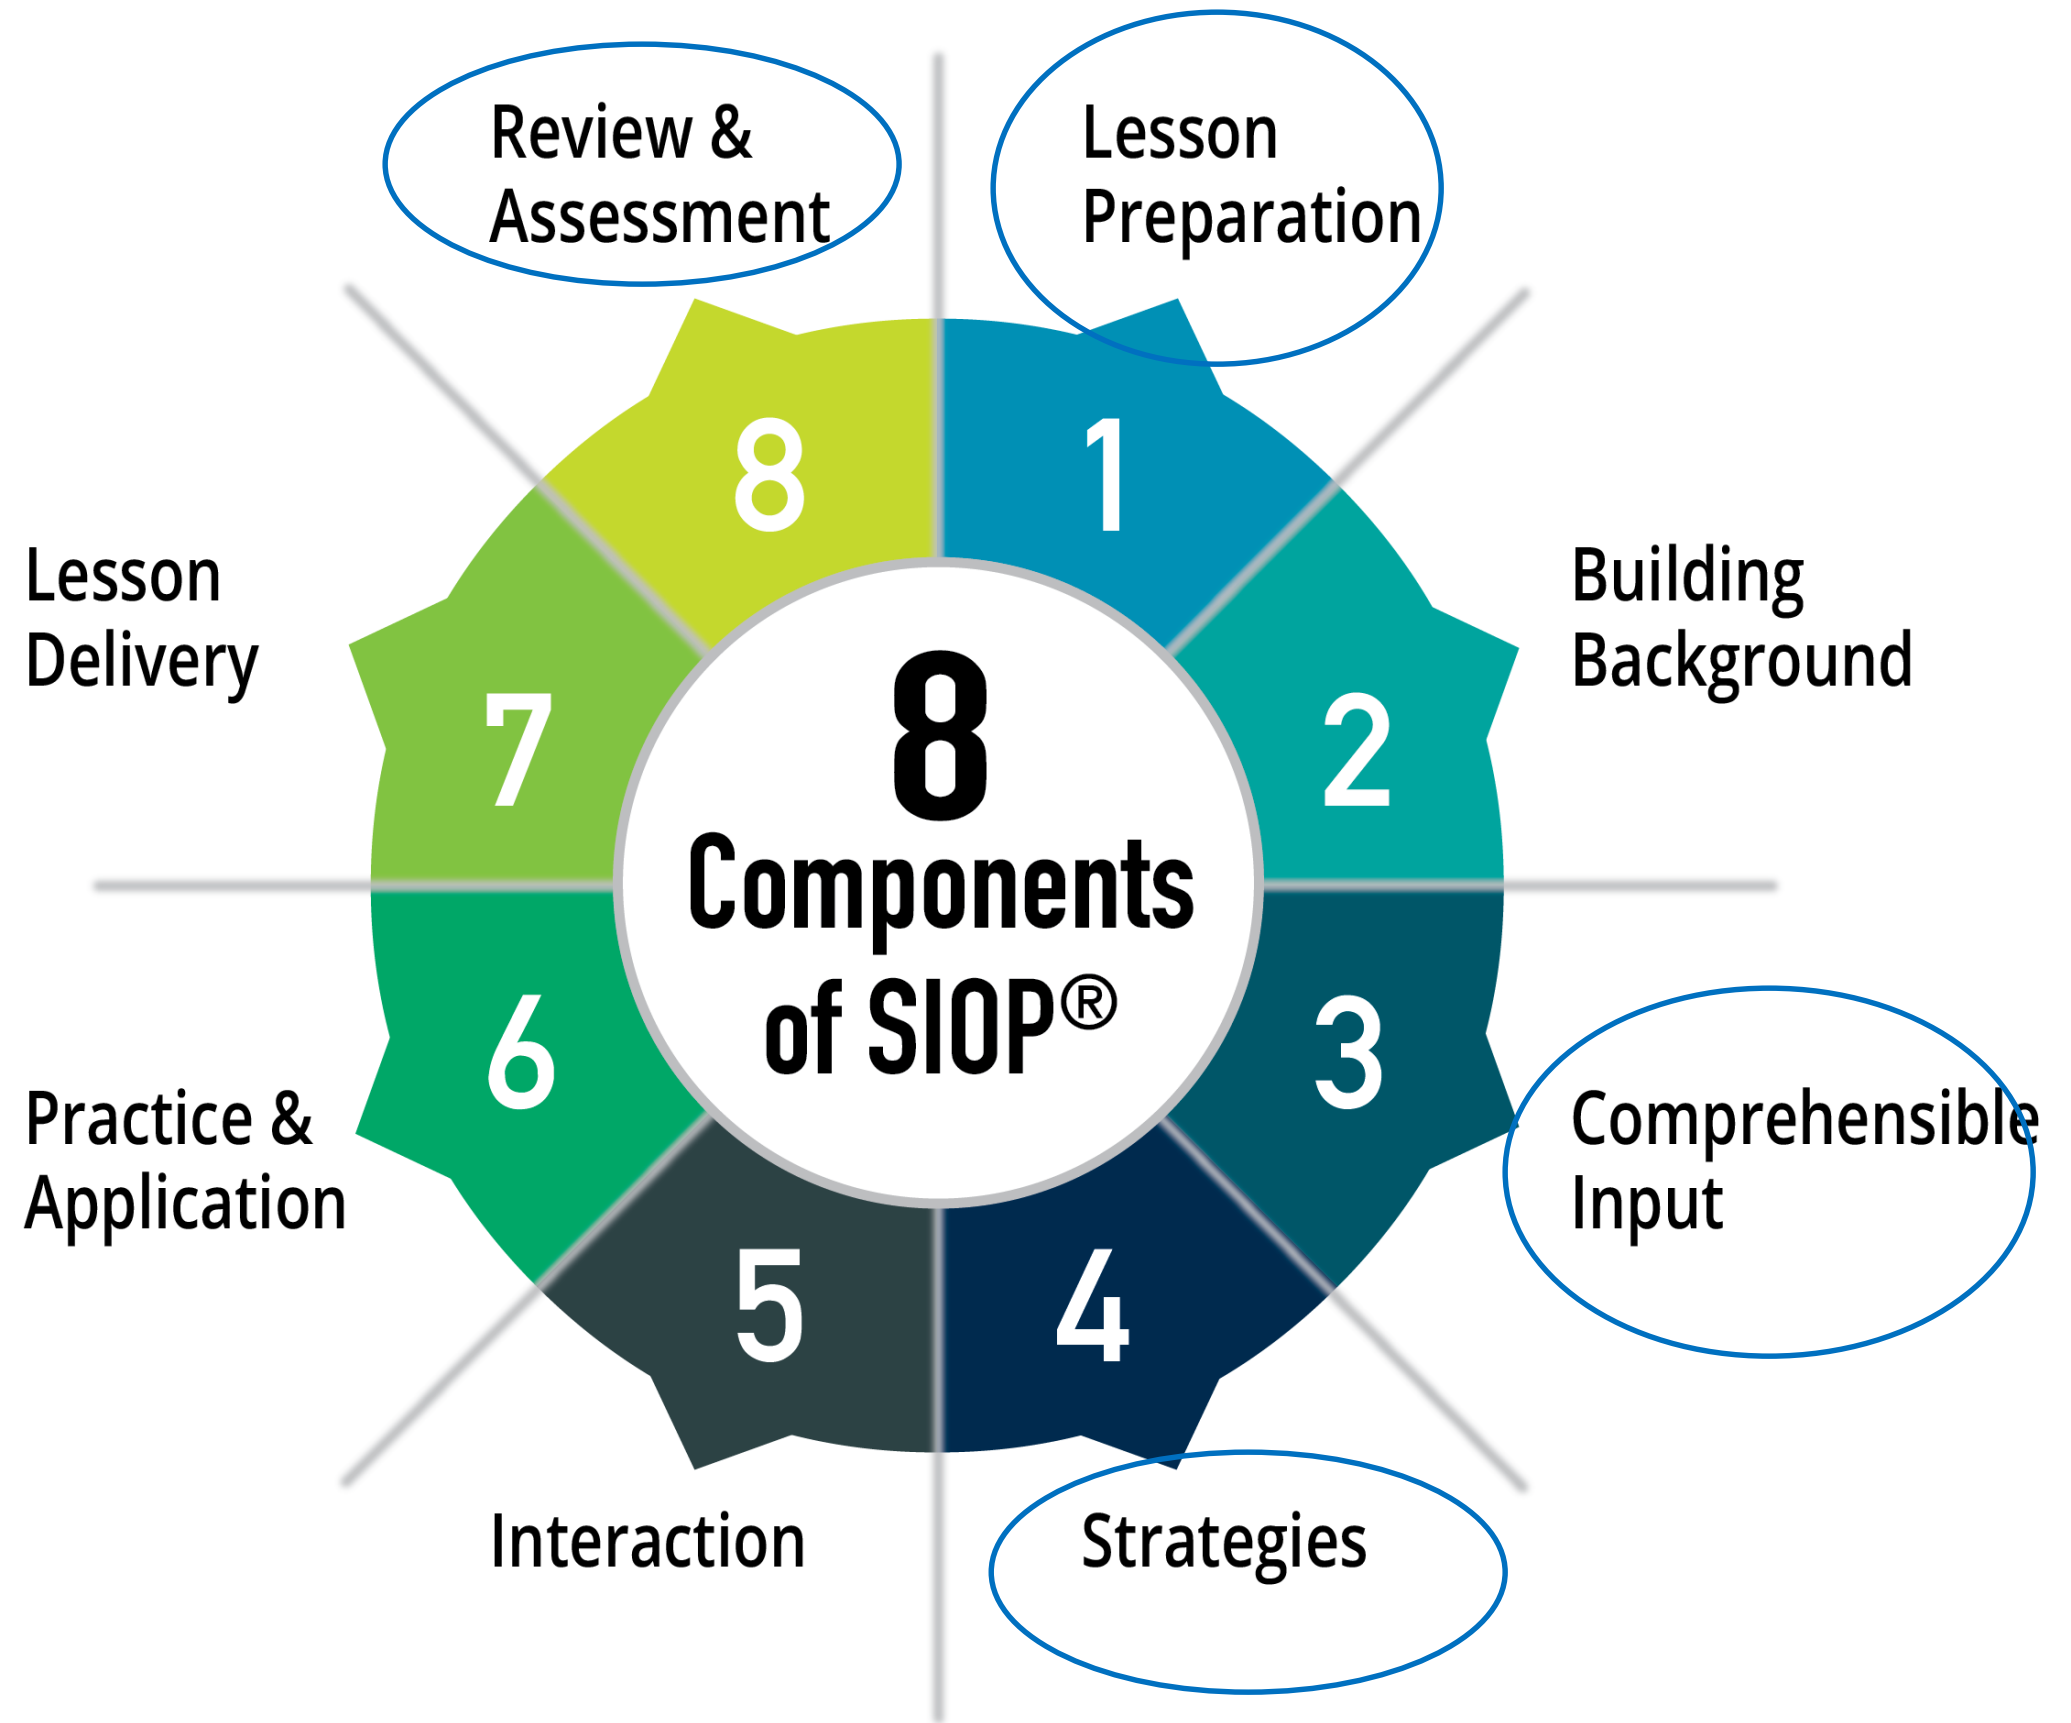 8
Components
of SIOP®
1
Lesson
Preparation
2
Building
Background
3
Comprehensible
Input
4
Strategies
5
Interaction
6
Practice &
Application
7
Lesson
Delivery
8
Review &
Assessment